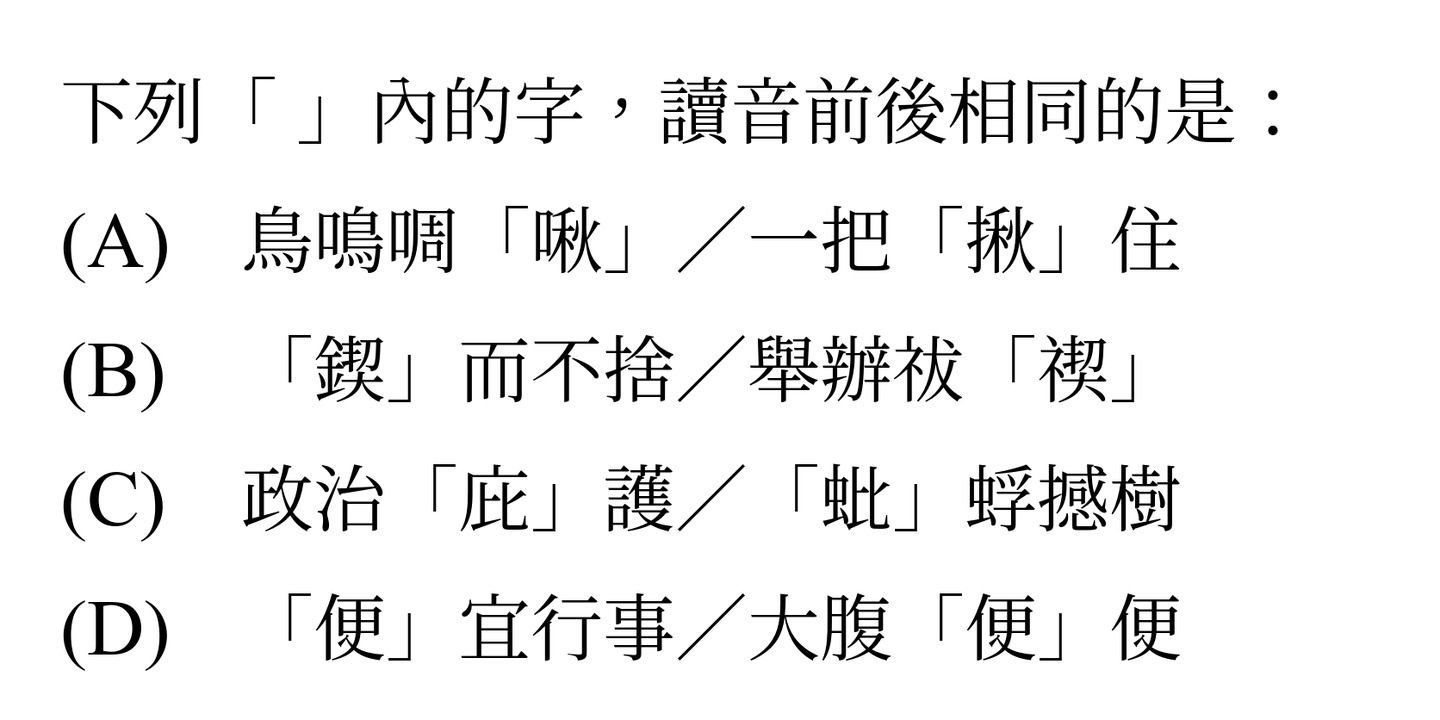 下列「 」內的字，讀音前後相同的是：
(A) 鳥鳴啁「啾」／一把「揪」住
(B) 「鍥」而不捨／舉辦祓「禊」
(C) 政治「庇」護／「蚍」蜉撼樹
(D) 「便」宜行事／大腹「便」便